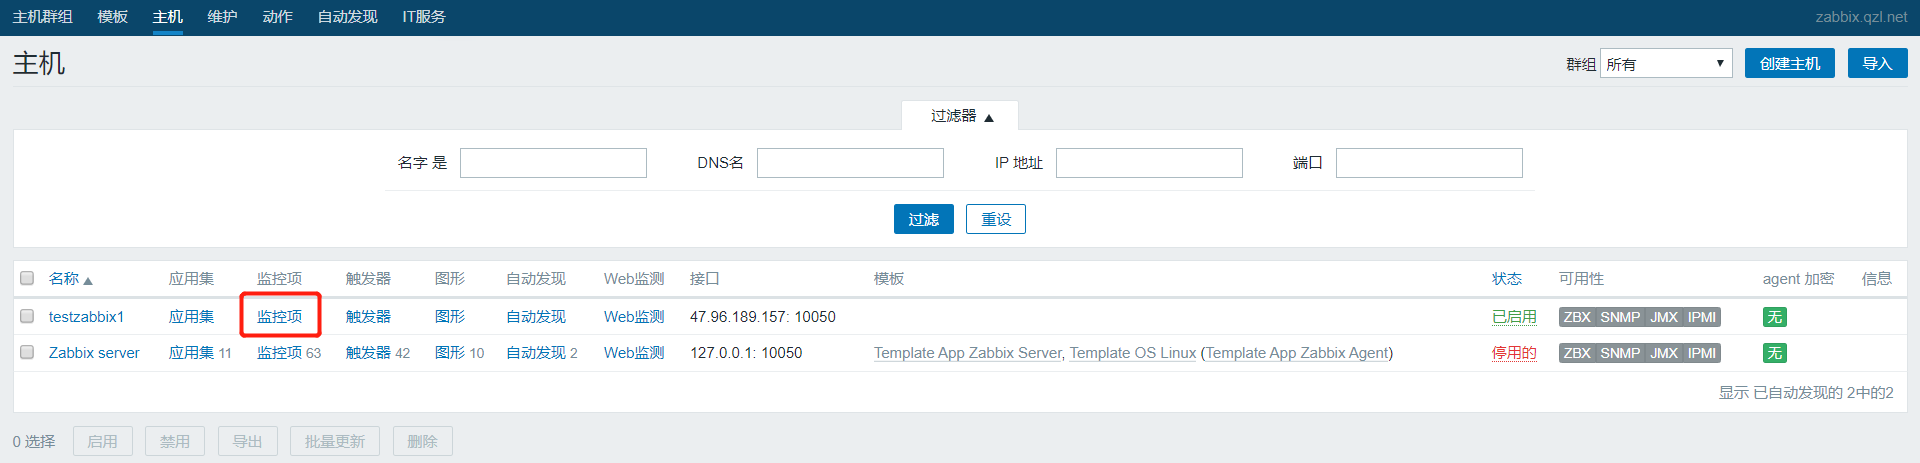 主机群组 模板 主机 维护 动作 自动发现 IT服务 zabbix.qzl.net
主机 群组 所有 创建主机 导入
过滤器
名字 是 DNS名 IP 地址 端口
过滤 重设
名称 应用集 监控项 触发器 图形 自动发现 Web监测 接口 模板 状态 可用性 agent 加密 信息
testzabbix1 应用集 监控项 触发器 图形 自动发现 Web监测 47.96.189.157: 10050 已启用 ZBX SNMP JMX IPMI 无
Zabbix server 应用集 11 监控项 63 触发器 42 图形 10 自动发现 2 Web监测 127.0.0.1: 10050 Template App Zabbix Server, Template OS Linux (Template App Zabbix Agent) 停用的 ZBX SNMP JMX IPMI 无
显示 已自动发现的 2中的2
0 选择 启用 禁用 导出 批量更新 删除